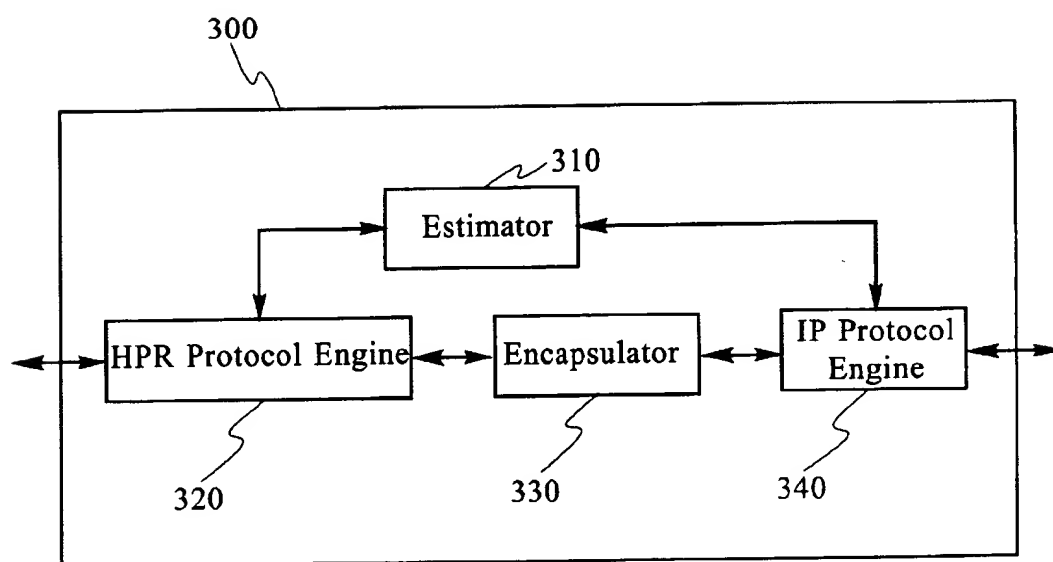 300
310
Estimator
HPR Protocol Engine
Encapsulator
IP Protocol
Engine
320
330
340